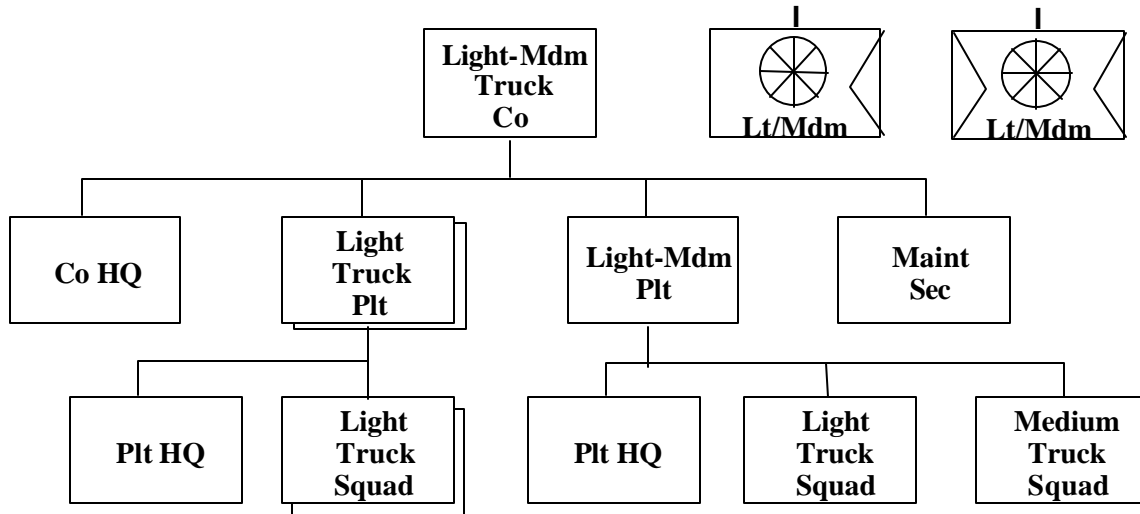 Light-Mdm
Truck
Co
I
Lt/Mdm
I
Lt/Mdm
Co HQ
Light
Truck
Plt
Light-Mdm
Plt
Maint
Sec
Plt HQ
Light
Truck
Squad
Plt HQ
Light
Truck
Squad
Medium
Truck
Squad